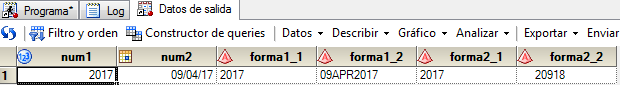 Programa* Log Datos de salida
Filtro y orden Constructor de queries Datos Describir Gráfico Analizar Exportar Enviar
num1 num2 forma1_1 forma1_2 forma2_1 forma2_2
1 2017 09/04/17 2017 09APR2017 2017 20918